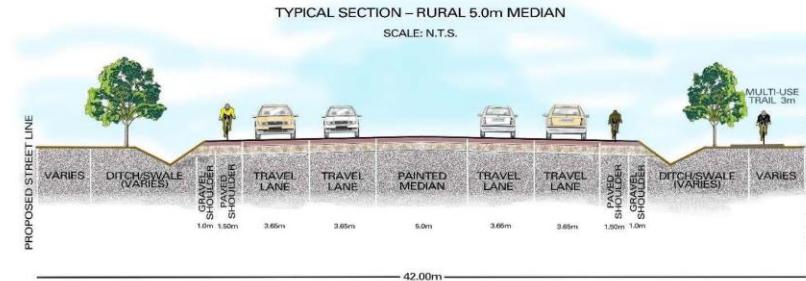 TYPICAL SECTION – RURAL 5.0m MEDIAN
SCALE: N.T.S.
MULTI-USE
TRAIL 3m
PROPOSED STREET LINE
VARIES
DITCH/SWALE
(VARIES)
GRAVEL
SHOULDER
PAVED
SHOULDER
TRAVEL
LANE
TRAVEL
LANE
PAINTED
MEDIAN
TRAVEL
LANE
TRAVEL
LANE
PAVED
SHOULDER
GRAVEL
SHOULDER
DITCH/SWALE
(VARIES)
VARIES
1.0m 1.50m 3.65m 3.65m 5.0m 3.65m 3.65m 1.50m 1.0m
42.00m